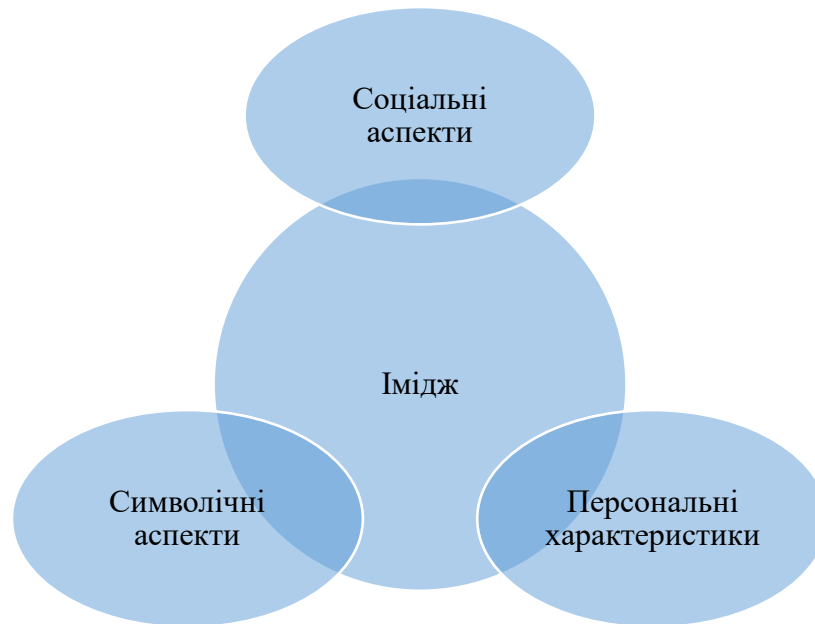 Соціальні
аспекти
Імідж
Символічні
аспекти
Персональні
характеристики